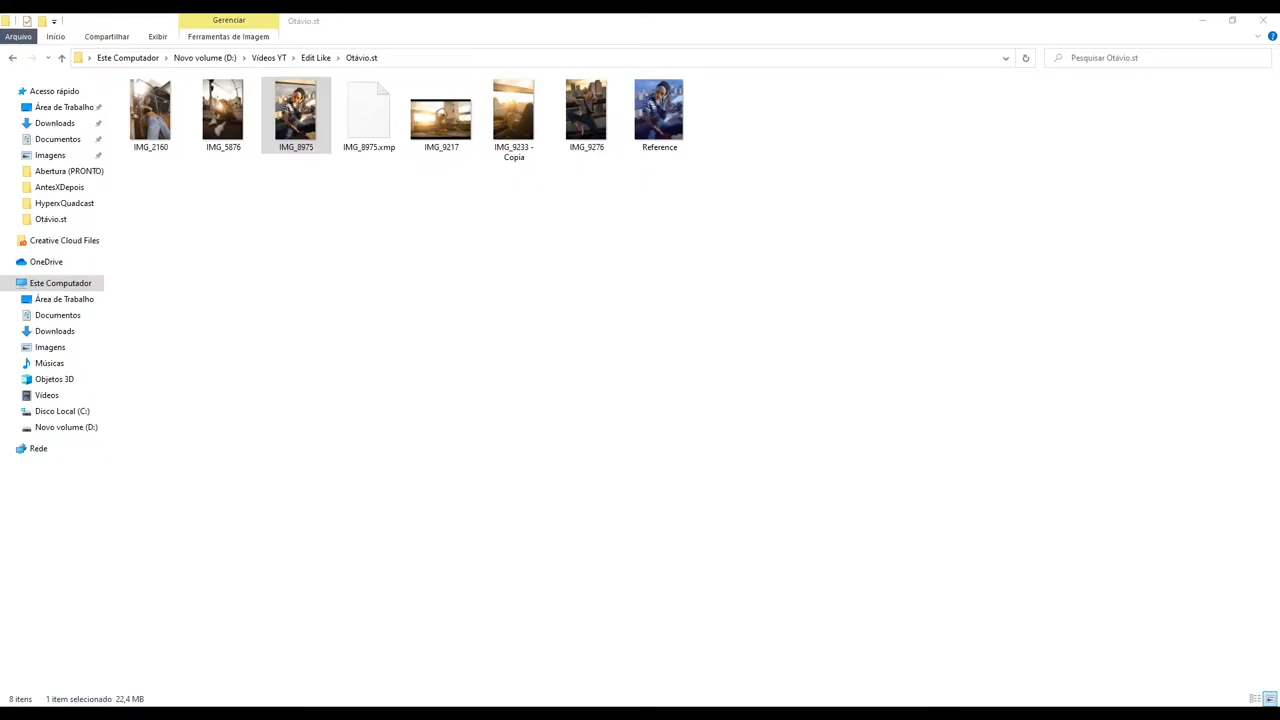 Gerenciar
Otávio.st
Arquivo
Início
Compartilhar
Exibir
Ferramentas de Imagem
Este Computador
Novo volume (D:)
Vídeos YT
Edit Like
Otávio.st
Pesquisar Otávio.st
Acesso rápido
Área de Trabalho
Downloads
Documentos
Imagens
Abertura (PRONTO)
AntesXDepois
HyperxQuadcast
Otávio.st
Creative Cloud Files
OneDrive
Este Computador
Área de Trabalho
Documentos
Downloads
Imagens
Músicas
Objetos 3D
Vídeos
Disco Local (C:)
Novo volume (D:)
Rede
IMG_2160
IMG_5876
IMG_8975
IMG_8975.xmp
IMG_9217
IMG_9233 -
Copia
IMG_9276
Reference
8 itens
1 item selecionado 22,4 MB